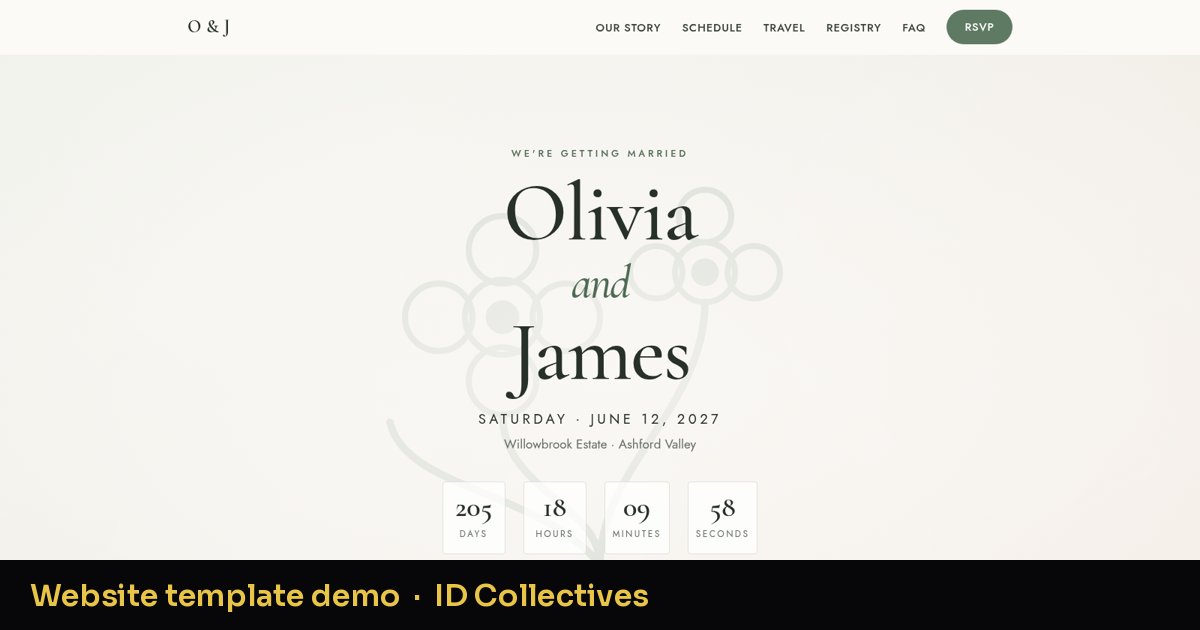 O & J
OUR STORY SCHEDULE TRAVEL REGISTRY FAQ RSVP
WE'RE GETTING MARRIED
Olivia
and
James
SATURDAY · JUNE 12, 2027
Willowbrook Estate · Ashford Valley
205 18 09 58
DAYS HOURS MINUTES SECONDS
Website template demo · ID Collectives